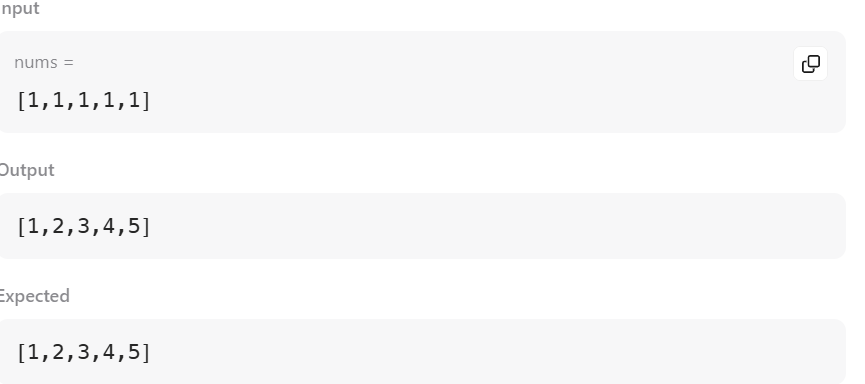 nput
nums =
[1,1,1,1,1]
Output
[1,2,3,4,5]
Expected
[1,2,3,4,5]